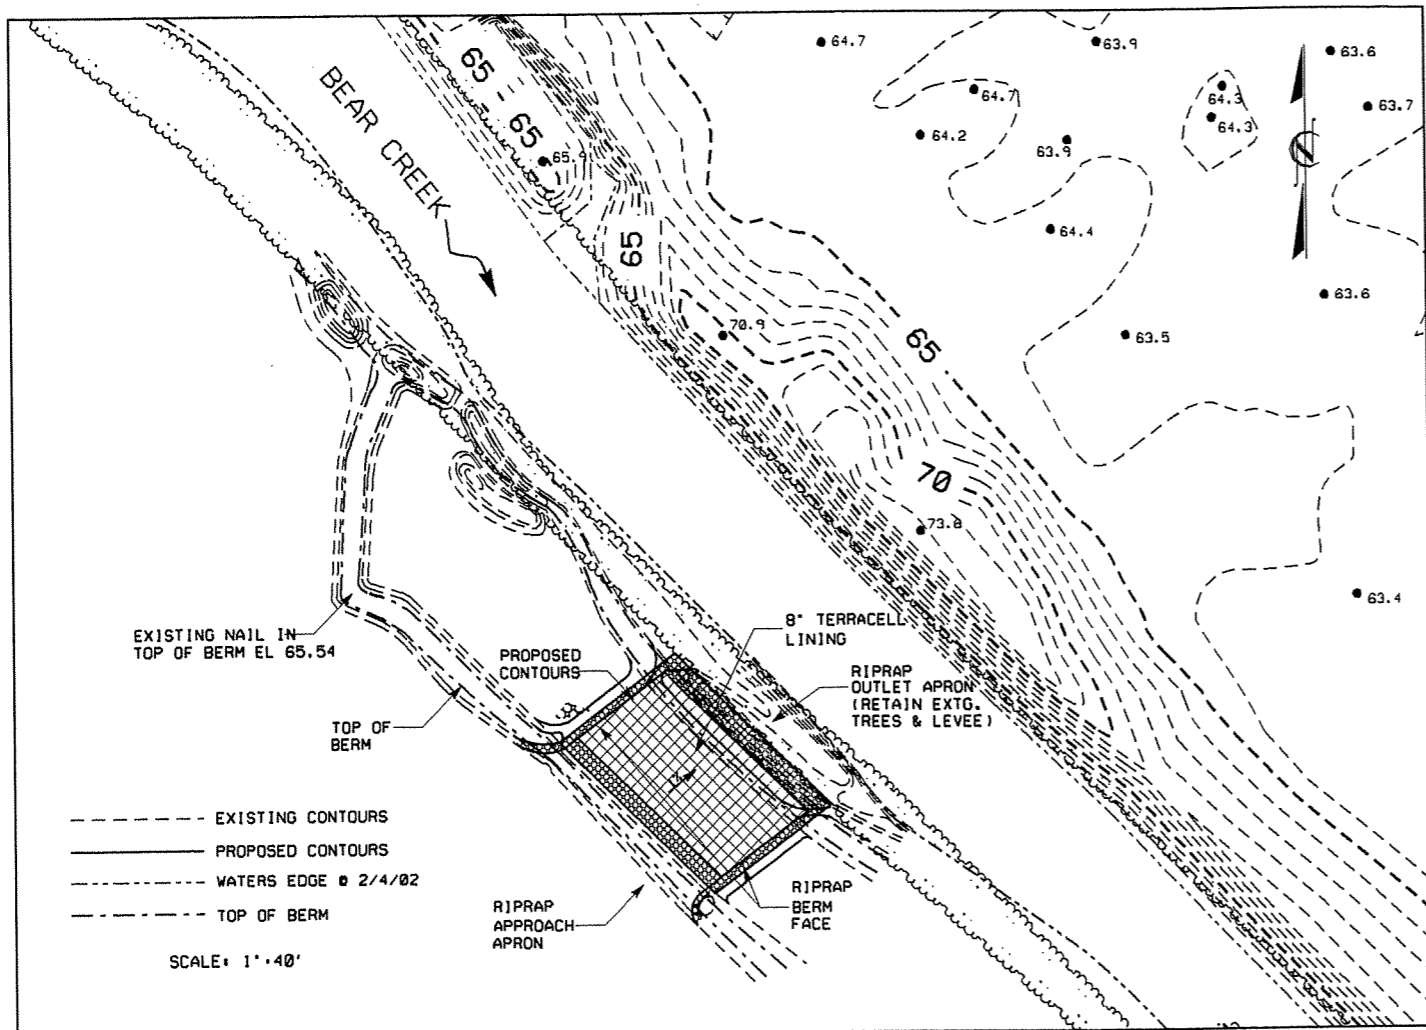 64.7
63.9
63.6
64.7
64.3
63.7
64.3
64.2
63.9
65
65
65.9
BEAR CREEK
64.4
65
63.6
70.9
63.5
65
70
73.8
63.4
EXISTING NAIL IN
TOP OF BERM EL 65.54
8" TERRACELL
LINING
PROPOSED
CONTOURS
RIPRAP
OUTLET APRON
(RETAIN EXTG.
TREES & LEVEE)
TOP OF
BERM
EXISTING CONTOURS
PROPOSED CONTOURS
WATERS EDGE @ 2/4/02
TOP OF BERM
RIPRAP
APPROACH
APRON
RIPRAP
BERM
FACE
SCALE: 1"=40'